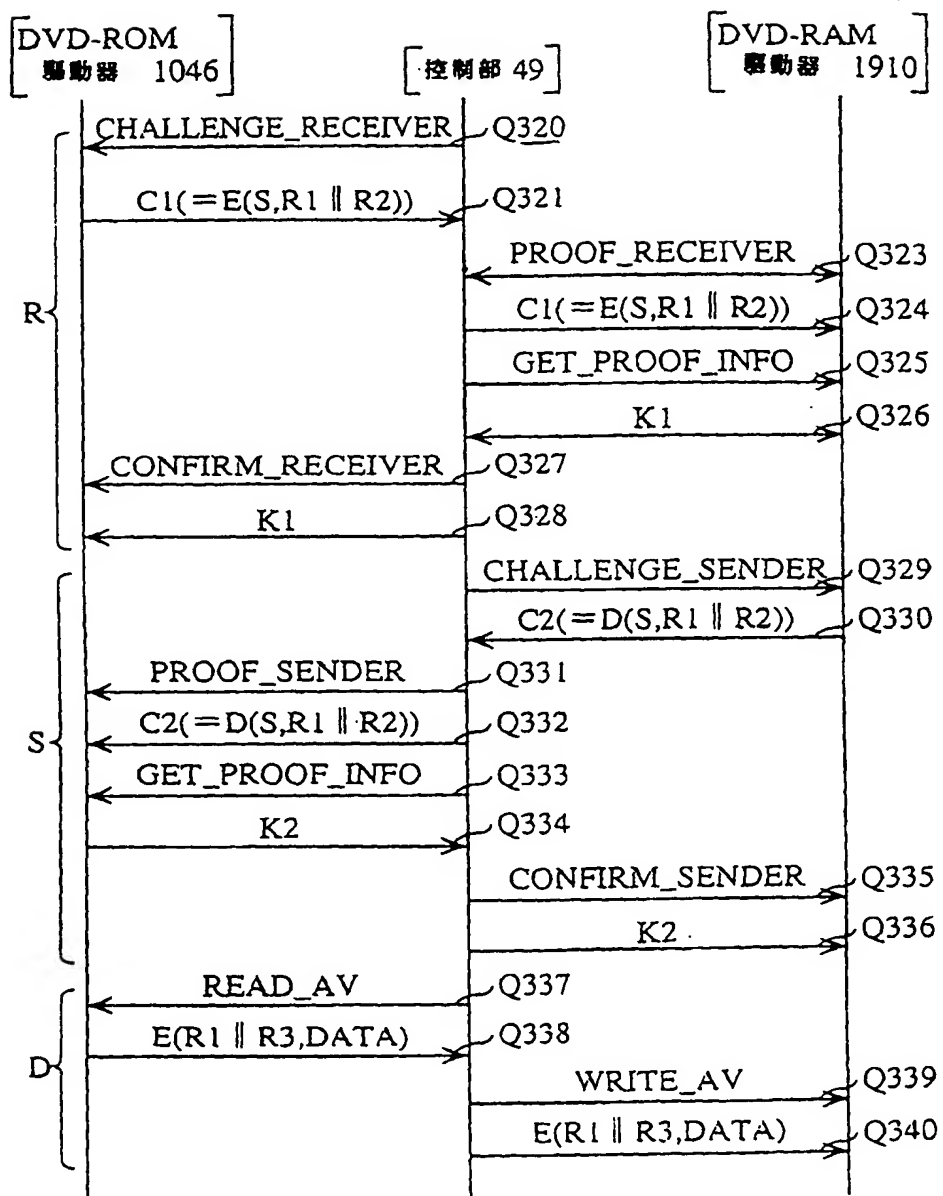 DVD-ROM
驅動器 1046
控制部 49
DVD-RAM
驅動器 1910
CHALLENGE_RECEIVER Q320
C1(=E(S,R1 ∥ R2)) Q321
PROOF_RECEIVER Q323
R
C1(=E(S,R1 ∥ R2)) Q324
GET_PROOF_INFO Q325
K1 Q326
CONFIRM_RECEIVER Q327
K1 Q328
CHALLENGE_SENDER Q329
C2(=D(S,R1 ∥ R2)) Q330
PROOF_SENDER Q331
S
C2(=D(S,R1 ∥ R2)) Q332
GET_PROOF_INFO Q333
K2 Q334
CONFIRM_SENDER Q335
K2 Q336
READ_AV Q337
E(R1 ∥ R3,DATA) Q338
D
WRITE_AV Q339
E(R1 ∥ R3,DATA) Q340